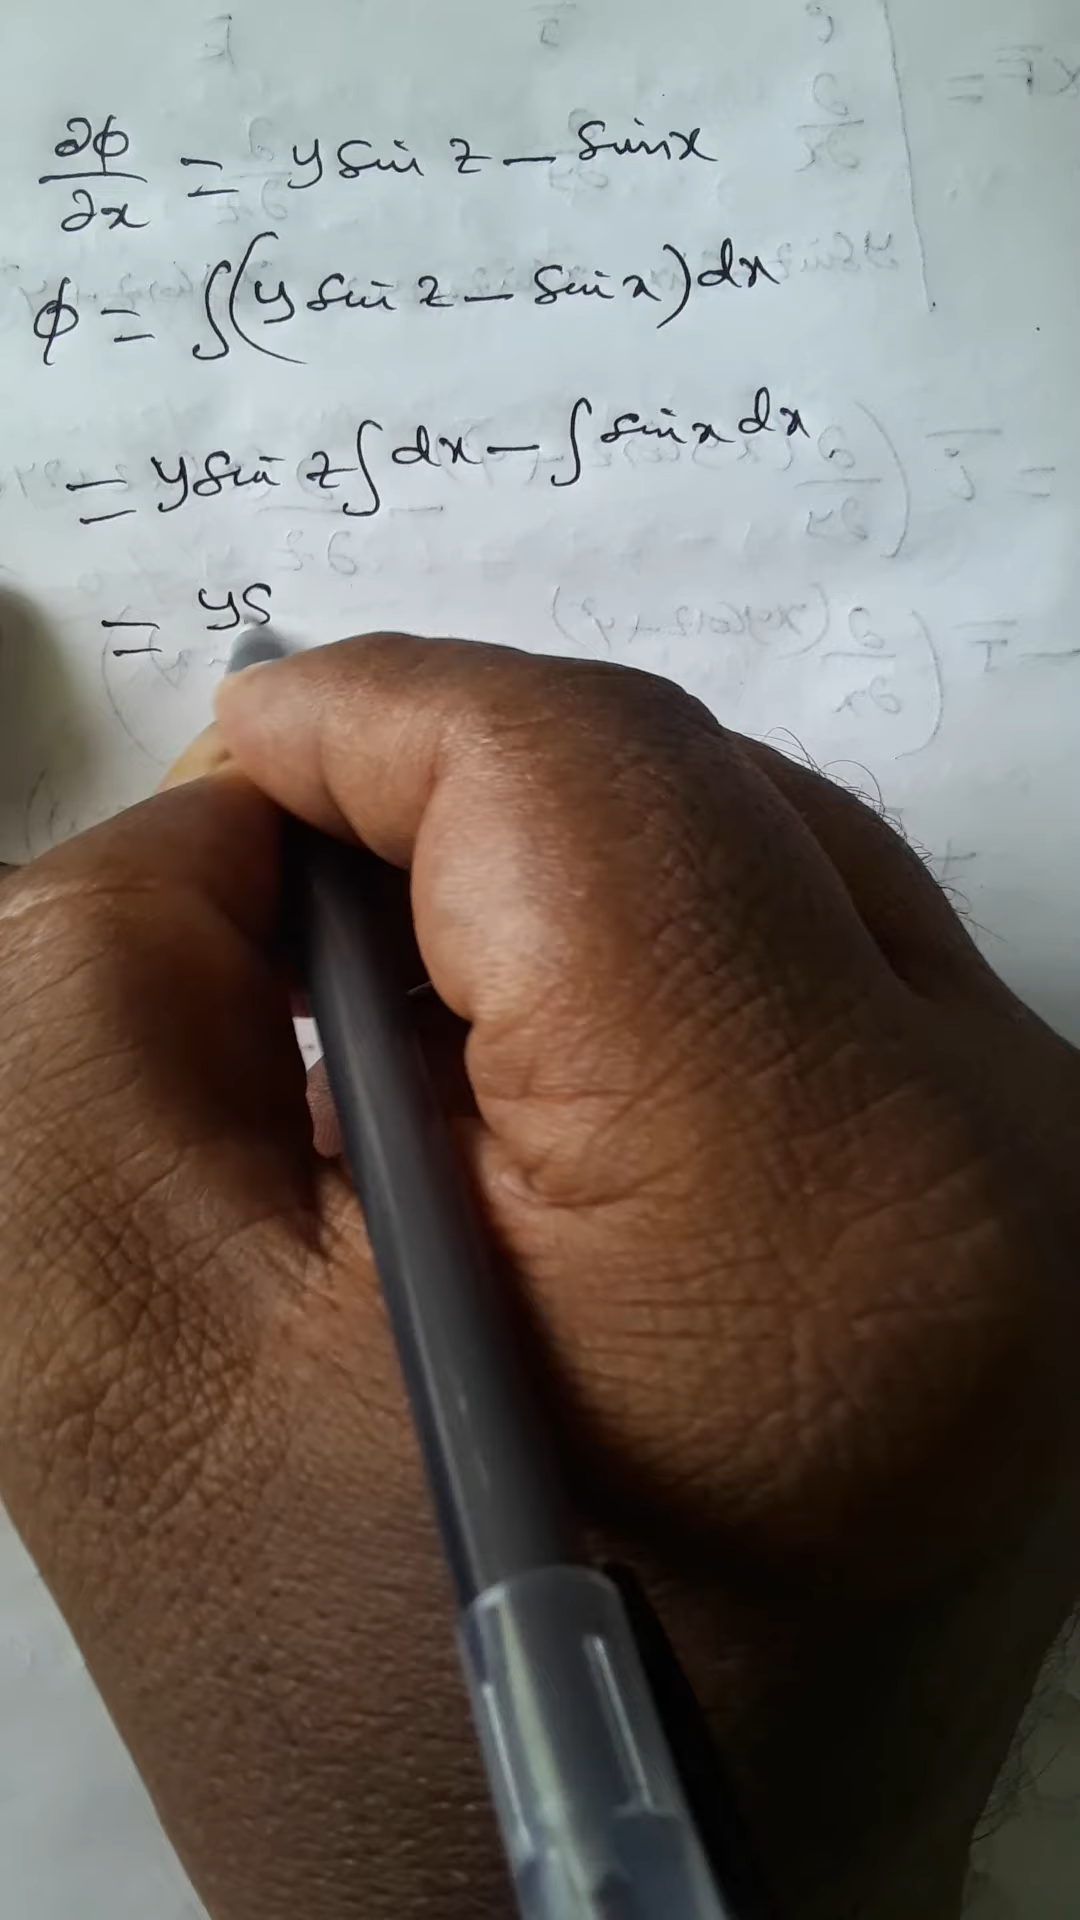 ∂φ/∂x = y sin z − sin x
φ = ∫(y sin z − sin x) dx
= y sin z ∫ dx − ∫ sin x dx
= ys